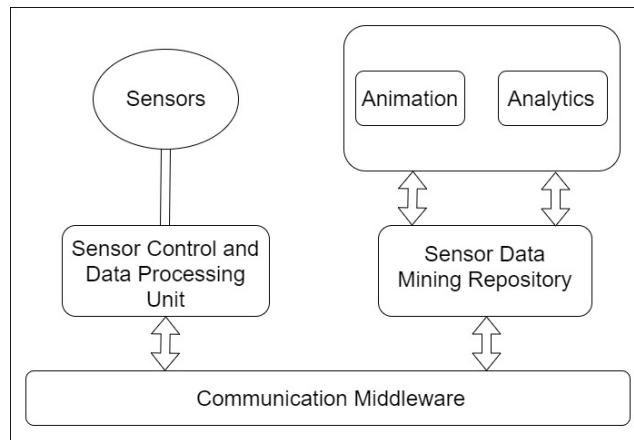 Sensors
Animation
Analytics
Sensor Control and
Data Processing
Unit
Sensor Data
Mining Repository
Communication Middleware